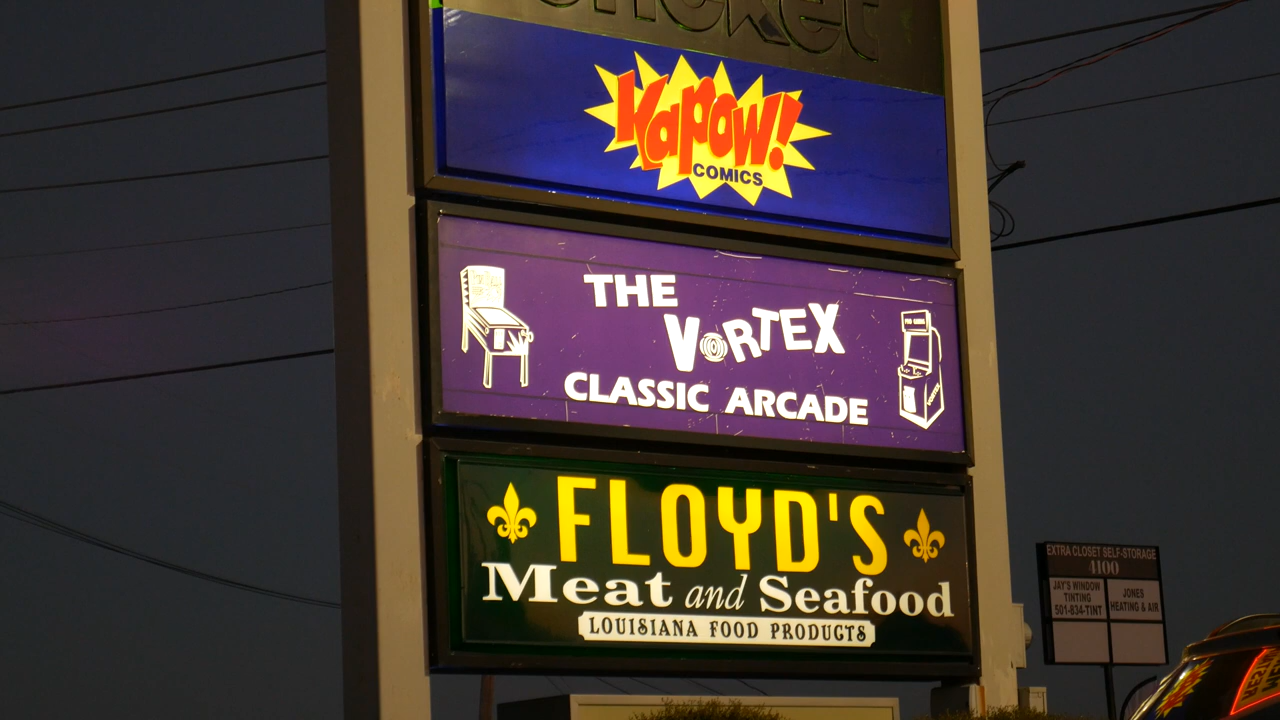 Kapow!
COMICS
THE
VORTEX
CLASSIC ARCADE
FLOYD'S
Meat and Seafood
LOUISIANA FOOD PRODUCTS
EXTRA CLOSET SELF-STORAGE
4100
JAY'S WINDOW
TINTING
501-834-TINT
JONES
HEATING & AIR